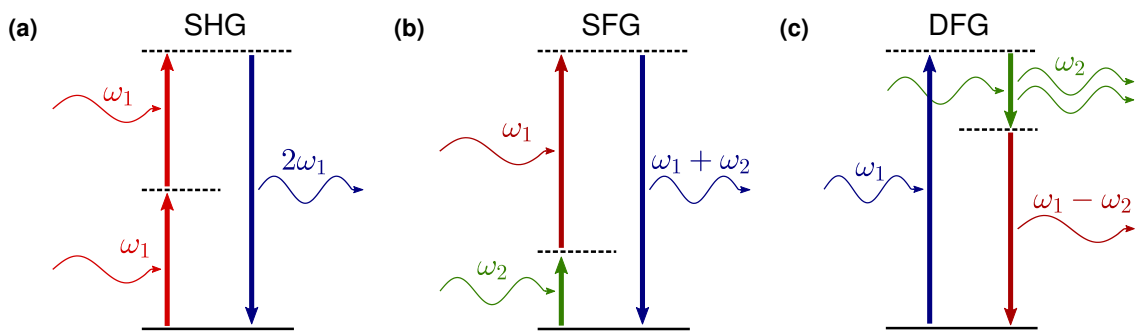 (a) SHG
ω₁
2ω₁
ω₁
(b) SFG
ω₁
ω₁ + ω₂
ω₂
(c) DFG
ω₂
ω₁
ω₁ − ω₂